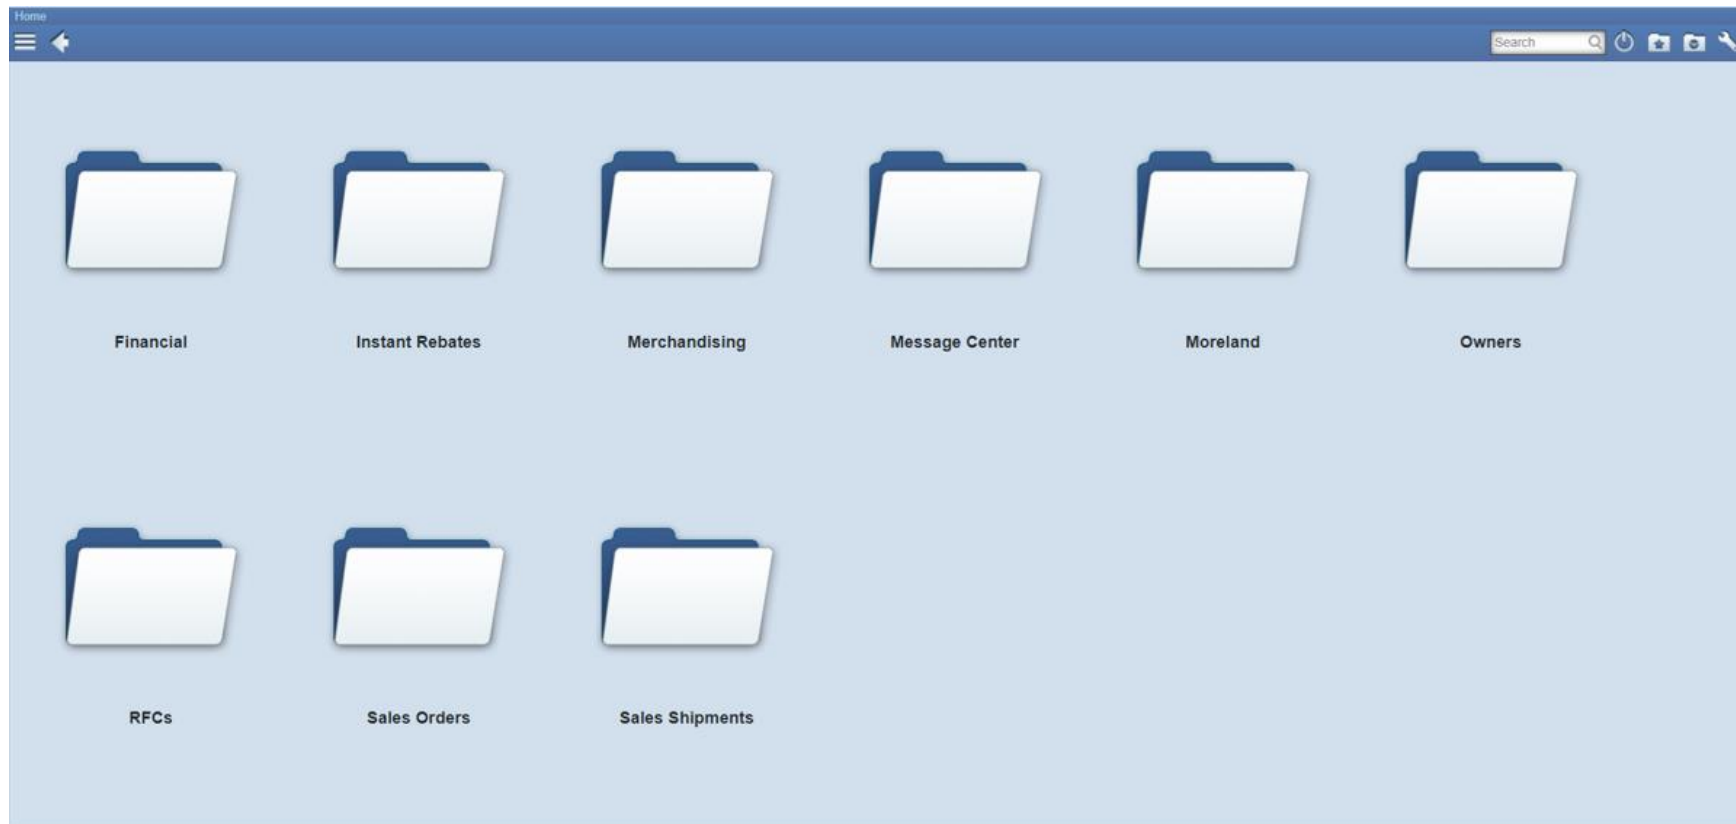 Home
Search
Financial
Instant Rebates
Merchandising
Message Center
Moreland
Owners
RFCs
Sales Orders
Sales Shipments